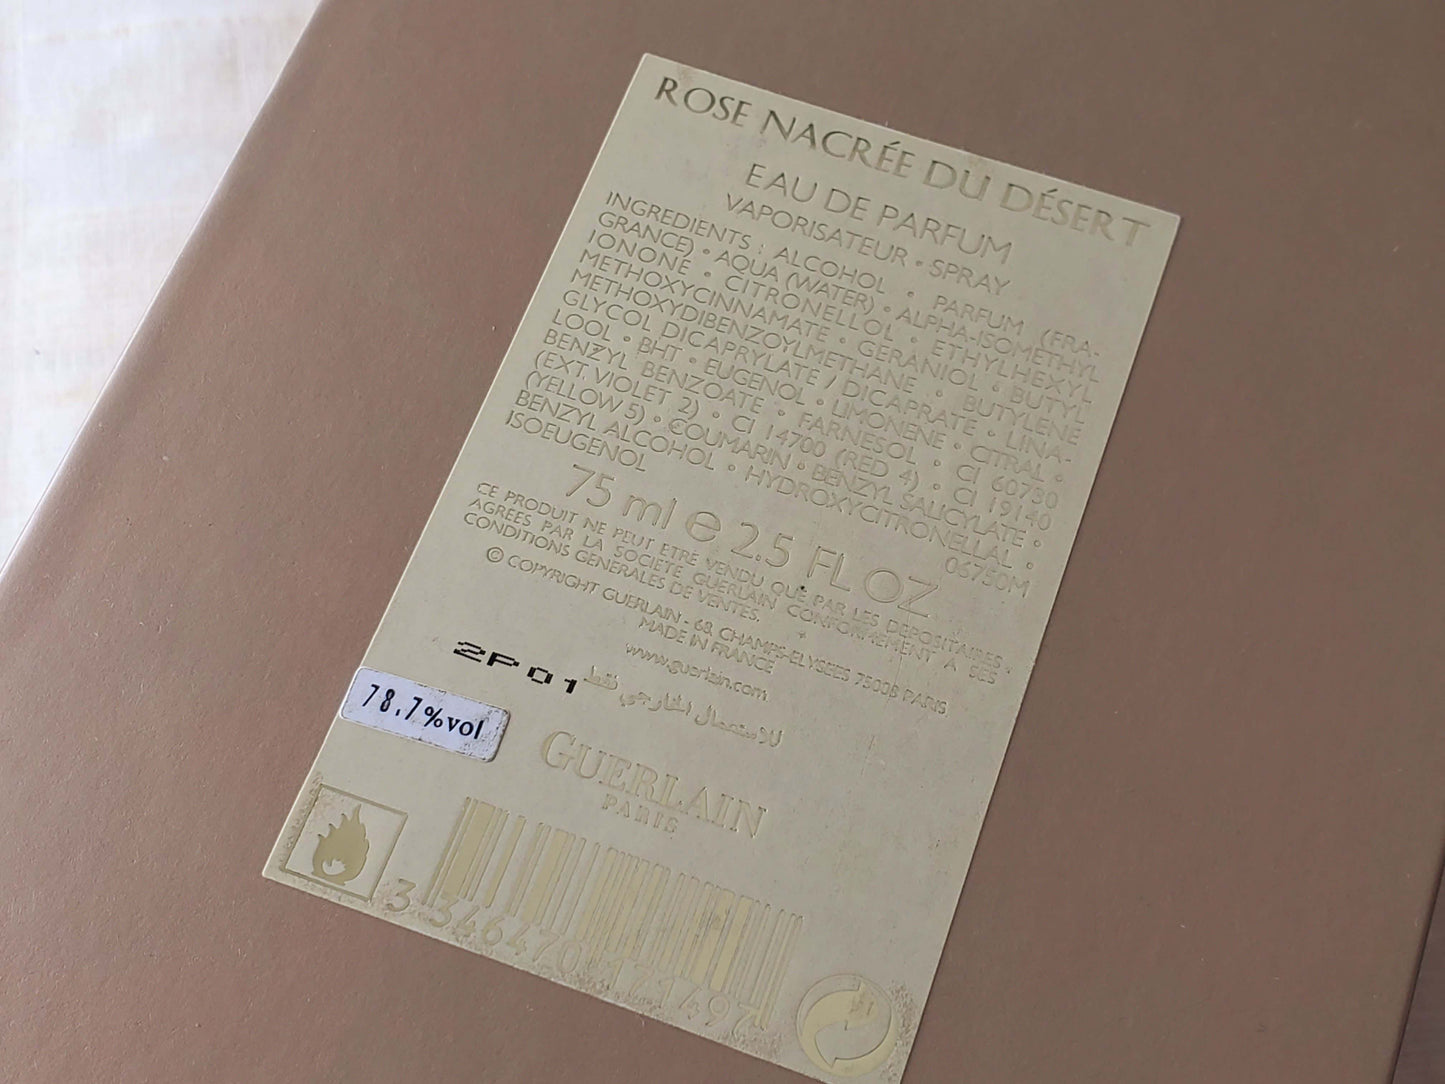 ROSE NACRÉE DU DÉSERT
EAU DE PARFUM
VAPORISATEUR • SPRAY
INGREDIENTS : ALCOHOL • PARFUM (FRA-
GRANCE) • AQUA (WATER) • ALPHA-ISOMETHYL
IONONE • CITRONELLOL • ETHYLHEXYL
METHOXYCINNAMATE • GERANIOL • BUTYL
METHOXYDIBENZOYLMETHANE • BUTYLENE
GLYCOL DICAPRYLATE / DICAPRATE • LINA-
LOOL • BHT • EUGENOL • LIMONENE • CITRAL •
BENZYL BENZOATE • FARNESOL • CI 60730
(EXT. VIOLET 2) • CI 14700 (RED 4) • CI 19140
(YELLOW 5) • COUMARIN • BENZYL SALICYLATE •
BENZYL ALCOHOL • HYDROXYCITRONELLAL •
ISOEUGENOL 06750M
75 ml e 2.5 FL OZ
CE PRODUIT NE PEUT ETRE VENDU QUE PAR LES DEPOSITAIRES
AGREES PAR LA SOCIETE GUERLAIN CONFORMEMENT A SES
CONDITIONS GENERALES DE VENTES.
© COPYRIGHT GUERLAIN - 68, CHAMPS-ELYSEES 75008 PARIS
MADE IN FRANCE
www.guerlain.com
للاستعمال الخارجي فقط
2P01
78.7%vol
GUERLAIN
PARIS
3 346470 171497